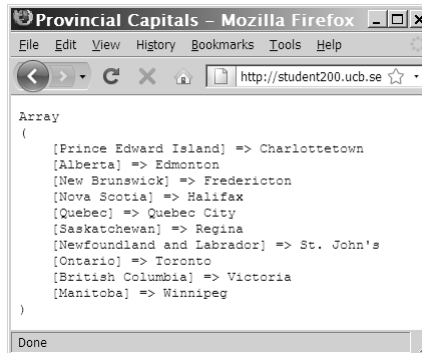 Provincial Capitals - Mozilla Firefox
File Edit View History Bookmarks Tools Help
http://student200.ucb.se
Array
(
[Prince Edward Island] => Charlottetown
[Alberta] => Edmonton
[New Brunswick] => Fredericton
[Nova Scotia] => Halifax
[Quebec] => Quebec City
[Saskatchewan] => Regina
[Newfoundland and Labrador] => St. John's
[Ontario] => Toronto
[British Columbia] => Victoria
[Manitoba] => Winnipeg
)
Done